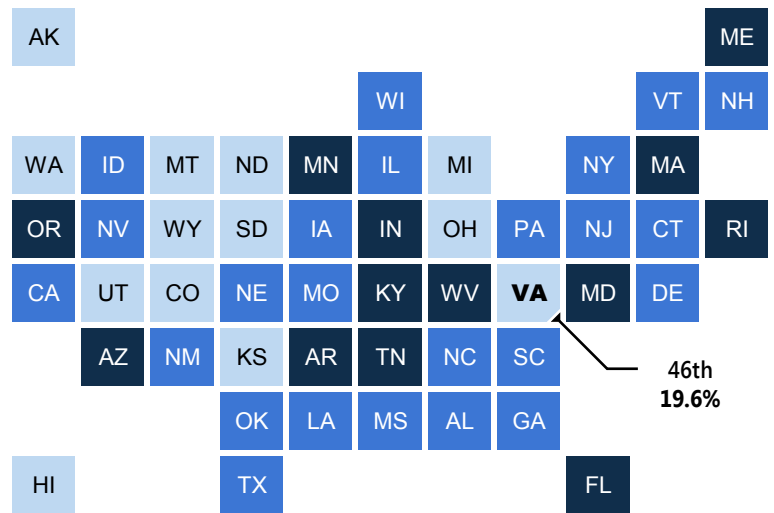 AK ME
WI VT NH
WA ID MT ND MN IL MI NY MA
OR NV WY SD IA IN OH PA NJ CT RI
CA UT CO NE MO KY WV VA MD DE
AZ NM KS AR TN NC SC
46th
19.6%
OK LA MS AL GA
HI TX FL